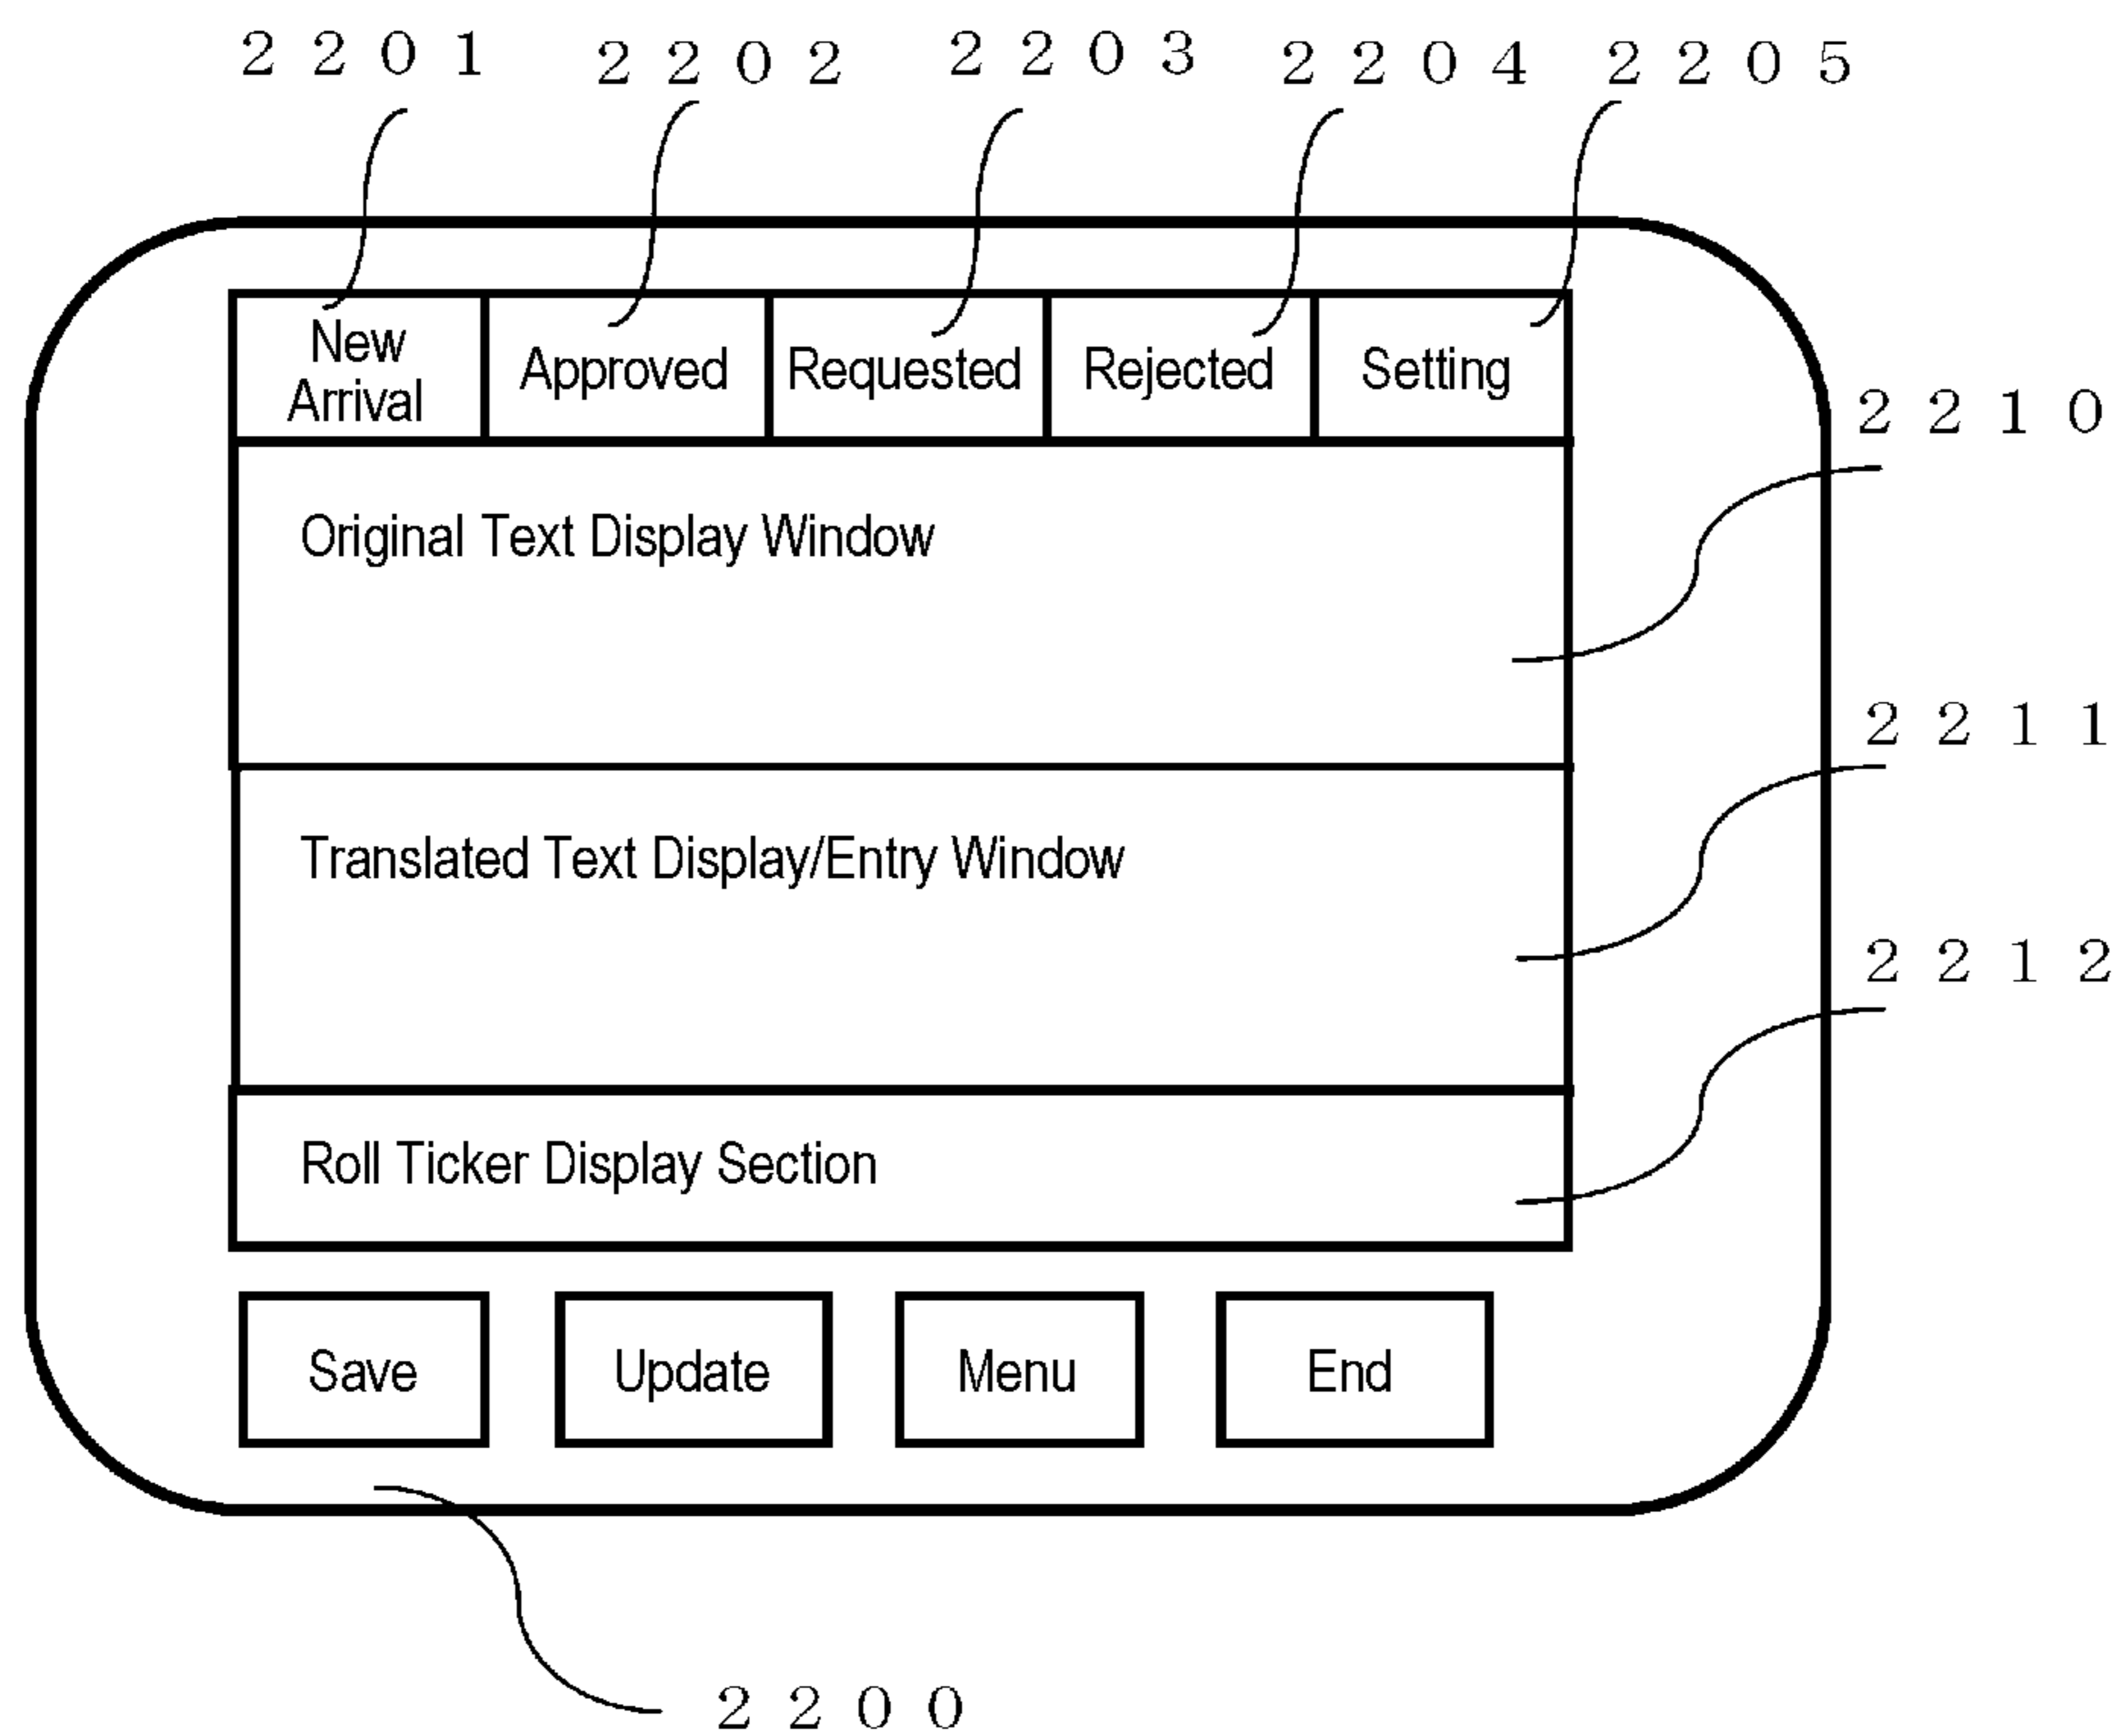 2201 2202 2203 2204 2205
New
Arrival
Approved
Requested
Rejected
Setting
2210
Original Text Display Window
2211
Translated Text Display/Entry Window
2212
Roll Ticker Display Section
Save
Update
Menu
End
2200